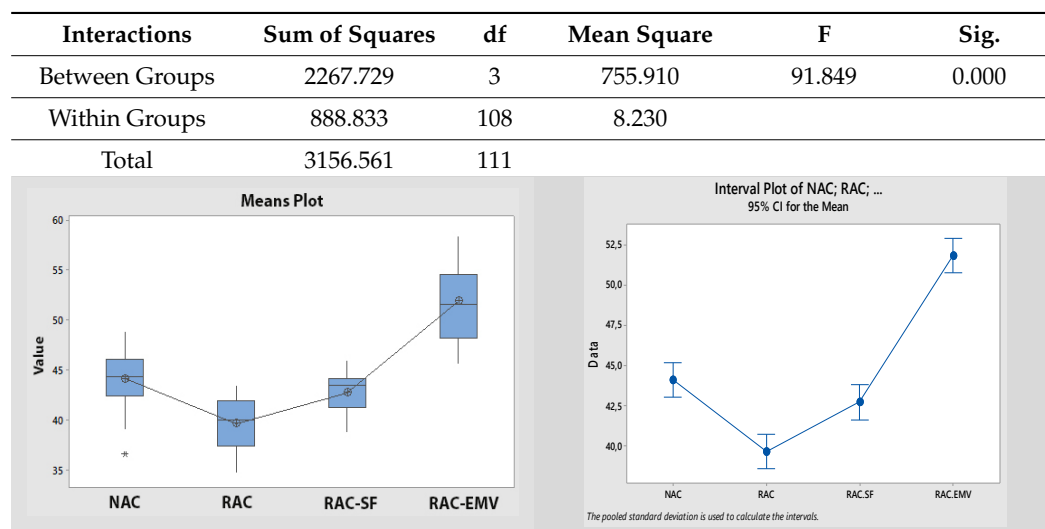 Interactions Sum of Squares df Mean Square F Sig.
Between Groups 2267.729 3 755.910 91.849 0.000
Within Groups 888.833 108 8.230
Total 3156.561 111
Means Plot
60
55
50
45
40
35
Value
NAC RAC RAC-SF RAC-EMV
Interval Plot of NAC; RAC; ...
95% CI for the Mean
52,5
50,0
47,5
45,0
42,5
40,0
Data
NAC RAC RAC.SF RAC.EMV
The pooled standard deviation is used to calculate the intervals.